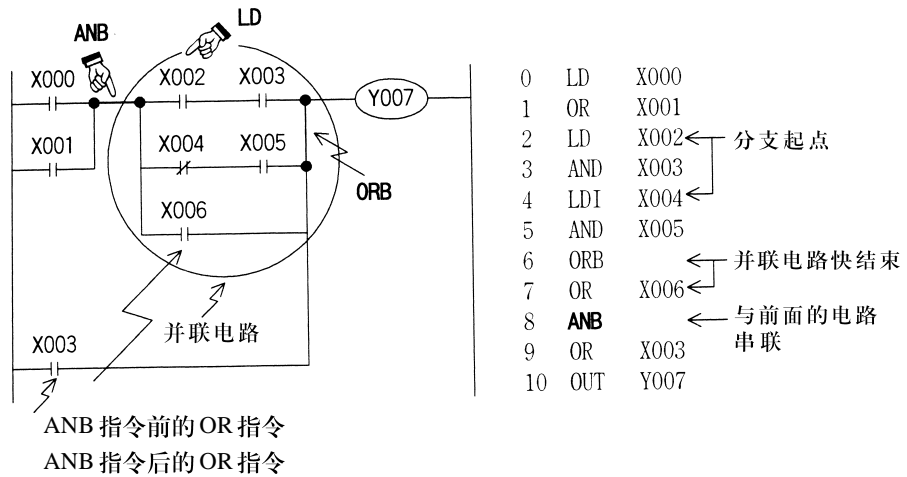 ANB
LD
X000
X002
X003
Y007
X001
X004
X005
ORB
X006
并联电路
X003
ANB 指令前的 OR 指令
ANB 指令后的 OR 指令
0 LD X000
1 OR X001
2 LD X002 分支起点
3 AND X003
4 LDI X004
5 AND X005
6 ORB 并联电路快结束
7 OR X006
8 ANB 与前面的电路
串联
9 OR X003
10 OUT Y007